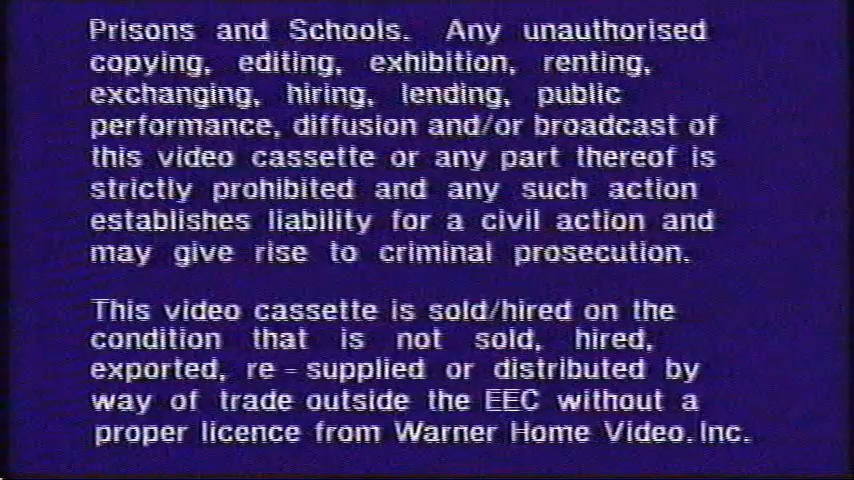 Prisons and Schools. Any unauthorised
copying, editing, exhibition, renting,
exchanging, hiring, lending, public
performance, diffusion and/or broadcast of
this video cassette or any part thereof is
strictly prohibited and any such action
establishes liability for a civil action and
may give rise to criminal prosecution.
This video cassette is sold/hired on the
condition that is not sold, hired,
exported, re-supplied or distributed by
way of trade outside the EEC without a
proper licence from Warner Home Video. Inc.